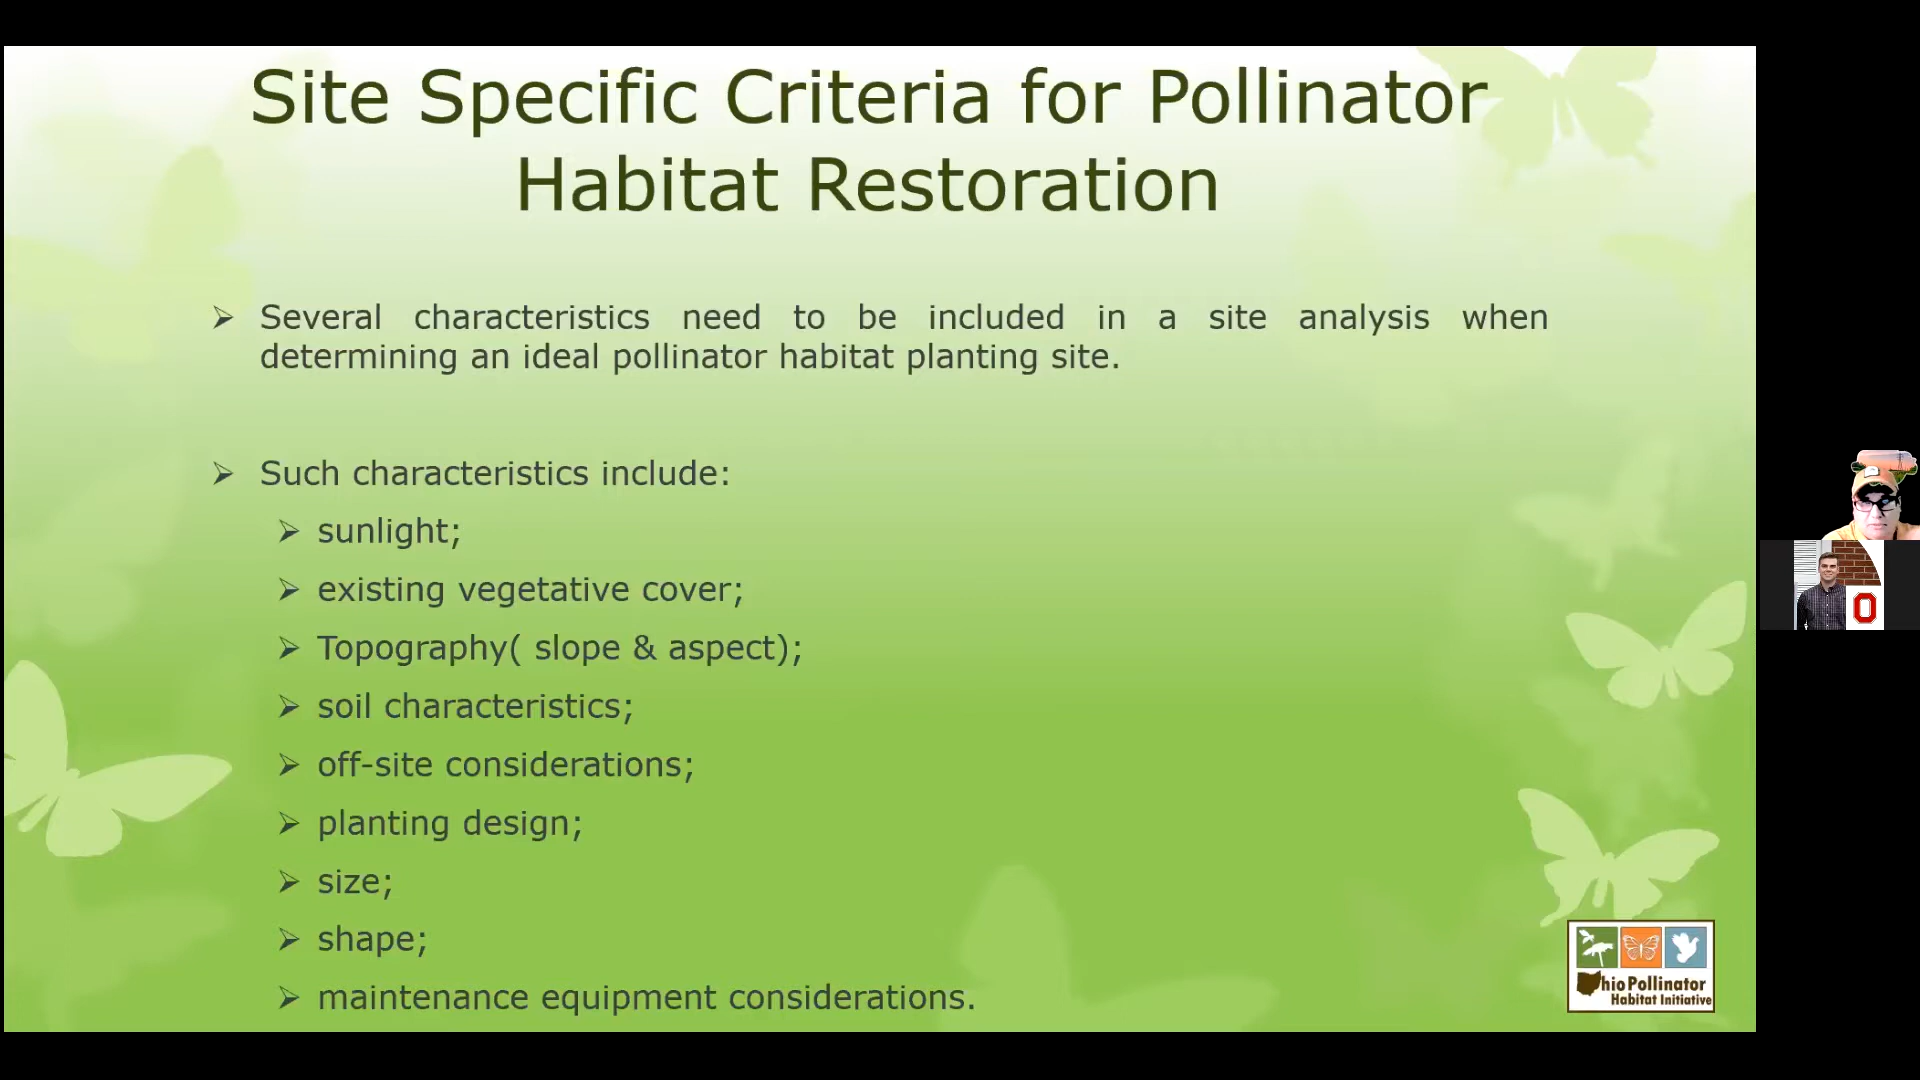 Site Specific Criteria for Pollinator
Habitat Restoration
Several characteristics need to be included in a site analysis when
determining an ideal pollinator habitat planting site.
Such characteristics include:
sunlight;
existing vegetative cover;
Topography( slope & aspect);
soil characteristics;
off-site considerations;
planting design;
size;
shape;
maintenance equipment considerations.
Ohio Pollinator
Habitat Initiative
O